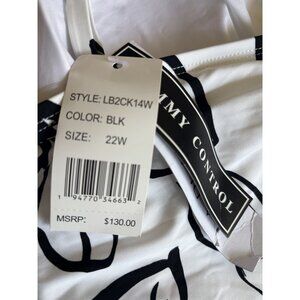 STYLE: LB2CK14W
COLOR: BLK
SIZE: 22W
1 94770 34663 2
MSRP: $130.00
MMY CONTROL